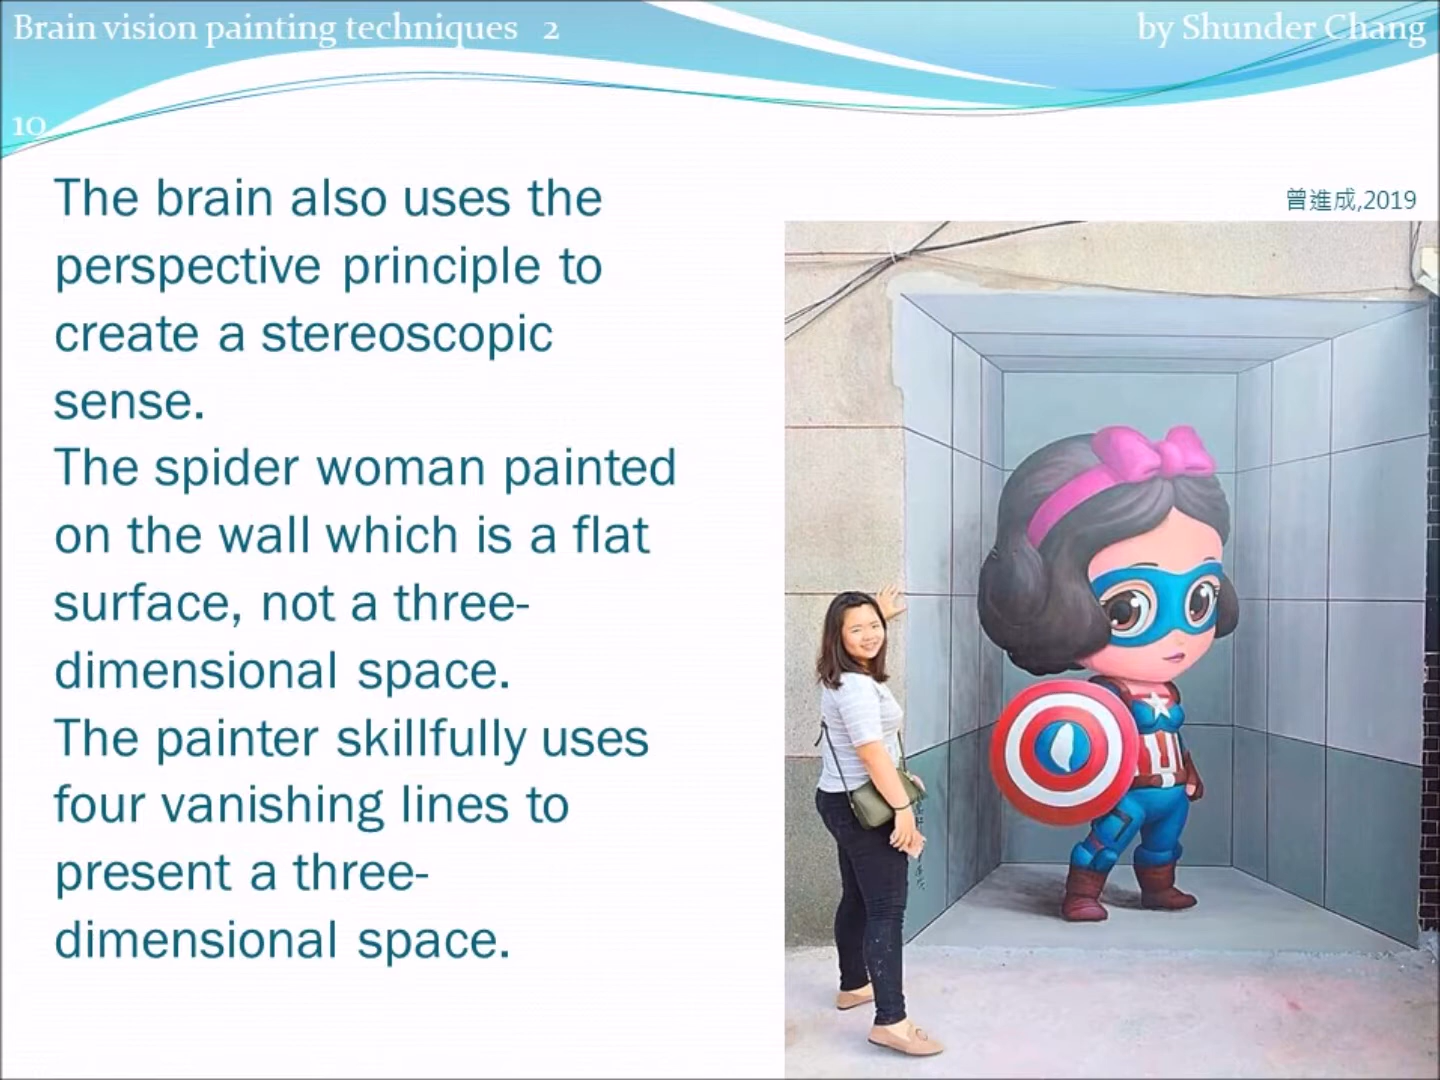 Brain vision painting techniques 2
by Shunder Chang
10
The brain also uses the
perspective principle to
create a stereoscopic
sense.
The spider woman painted
on the wall which is a flat
surface, not a three-
dimensional space.
The painter skillfully uses
four vanishing lines to
present a three-
dimensional space.
曾進成,2019